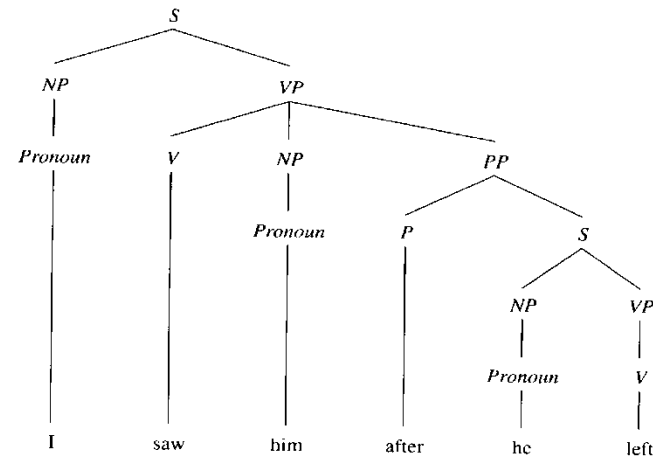 S
NP VP
Pronoun V NP PP
Pronoun P S
NP VP
Pronoun V
I saw him after he left